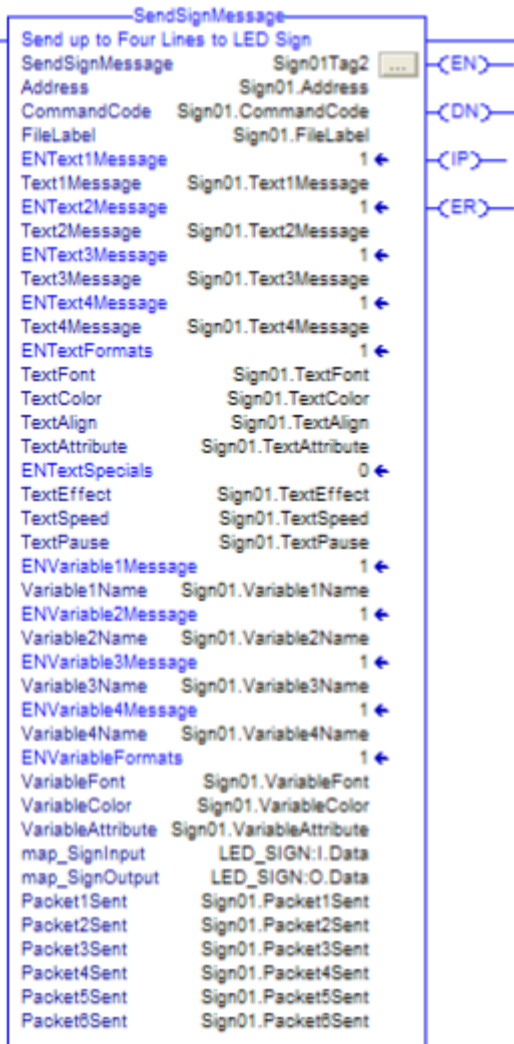 SendSignMessage
Send up to Four Lines to LED Sign
SendSignMessage Sign01Tag2 ... (EN)
Address Sign01.Address
CommandCode Sign01.CommandCode (DN)
FileLabel Sign01.FileLabel
ENText1Message 1 ← (IP)
Text1Message Sign01.Text1Message
ENText2Message 1 ← (ER)
Text2Message Sign01.Text2Message
ENText3Message 1 ←
Text3Message Sign01.Text3Message
ENText4Message 1 ←
Text4Message Sign01.Text4Message
ENTextFormats 1 ←
TextFont Sign01.TextFont
TextColor Sign01.TextColor
TextAlign Sign01.TextAlign
TextAttribute Sign01.TextAttribute
ENTextSpecials 0 ←
TextEffect Sign01.TextEffect
TextSpeed Sign01.TextSpeed
TextPause Sign01.TextPause
ENVariable1Message 1 ←
Variable1Name Sign01.Variable1Name
ENVariable2Message 1 ←
Variable2Name Sign01.Variable2Name
ENVariable3Message 1 ←
Variable3Name Sign01.Variable3Name
ENVariable4Message 1 ←
Variable4Name Sign01.Variable4Name
ENVariableFormats 1 ←
VariableFont Sign01.VariableFont
VariableColor Sign01.VariableColor
VariableAttribute Sign01.VariableAttribute
map_SignInput LED_SIGN:I.Data
map_SignOutput LED_SIGN:O.Data
Packet1Sent Sign01.Packet1Sent
Packet2Sent Sign01.Packet2Sent
Packet3Sent Sign01.Packet3Sent
Packet4Sent Sign01.Packet4Sent
Packet5Sent Sign01.Packet5Sent
Packet6Sent Sign01.Packet6Sent